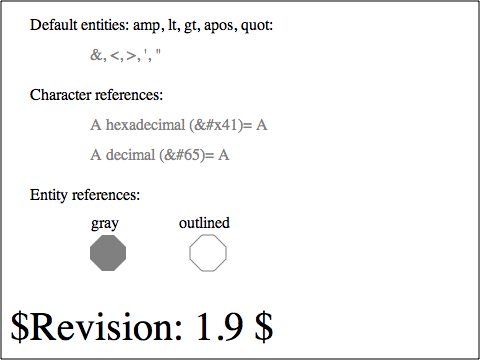 Default entities: amp, lt, gt, apos, quot:
&, <, >, ', "
Character references:
A hexadecimal (&#x41)= A
A decimal (&#65)= A
Entity references:
gray outlined
$Revision: 1.9 $